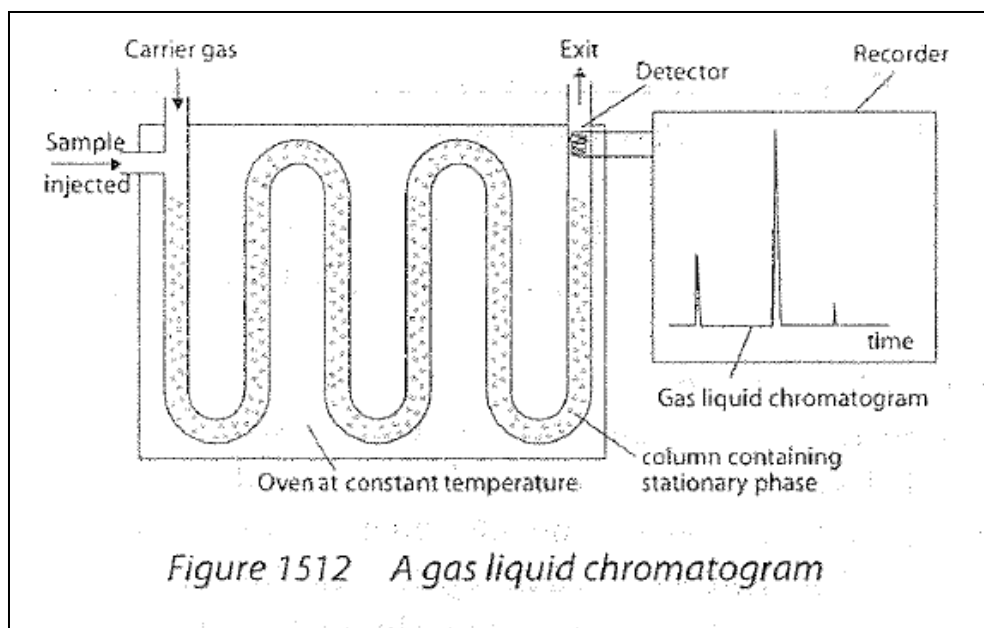 Carrier gas
Exit
Detector
Recorder
Sample
injected
time
Gas liquid chromatogram
column containing
stationary phase
Oven at constant temperature
Figure 1512 A gas liquid chromatogram